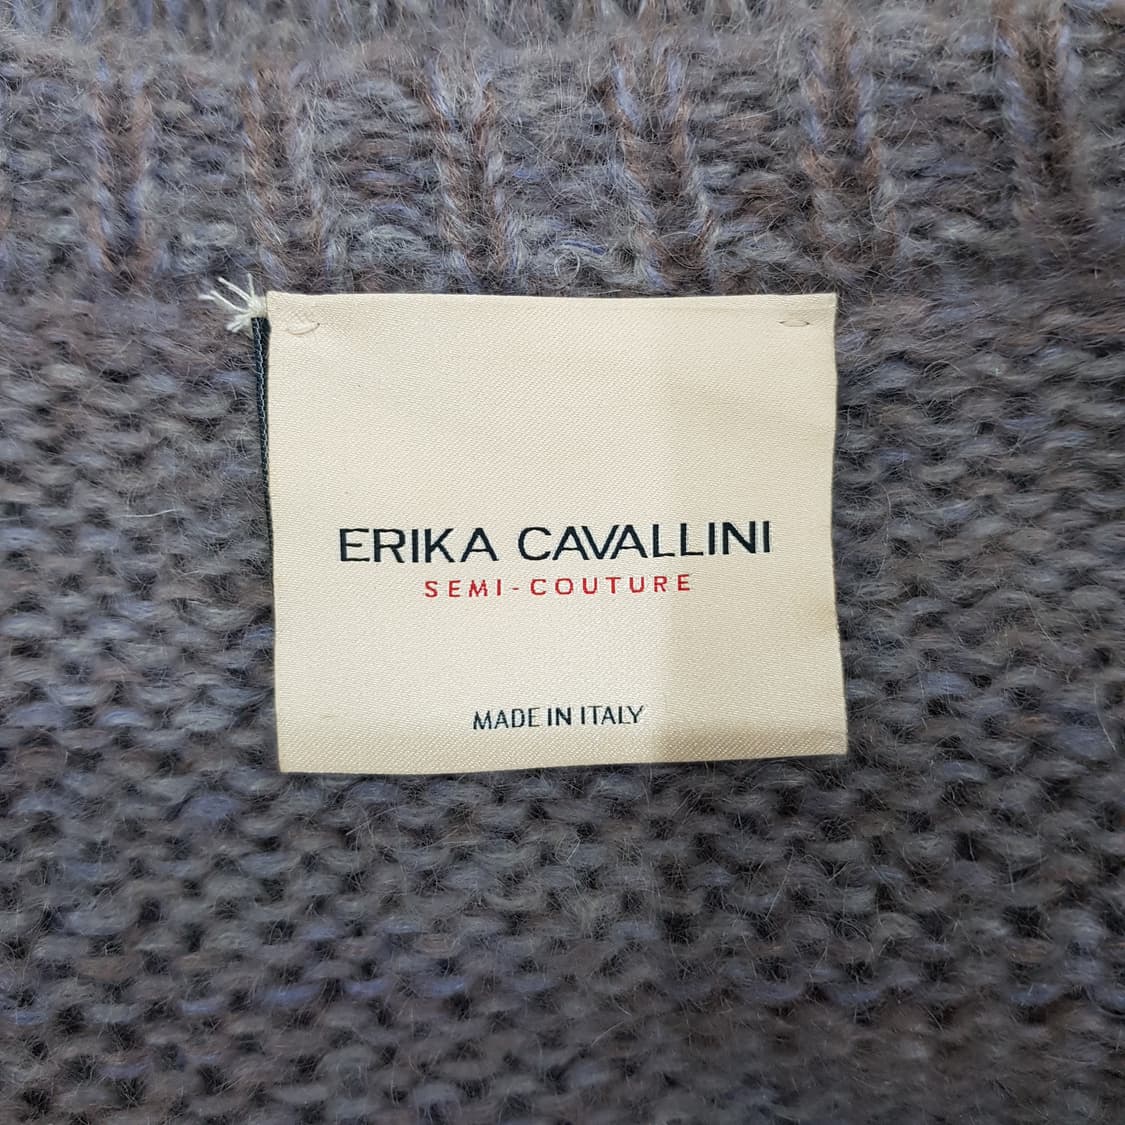 ERIKA CAVALLINI
SEMI-COUTURE
MADE IN ITALY